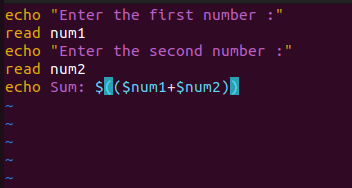 echo "Enter the first number :"
read num1
echo "Enter the second number :"
read num2
echo Sum: $(($num1+$num2))
~
~
~
~
~